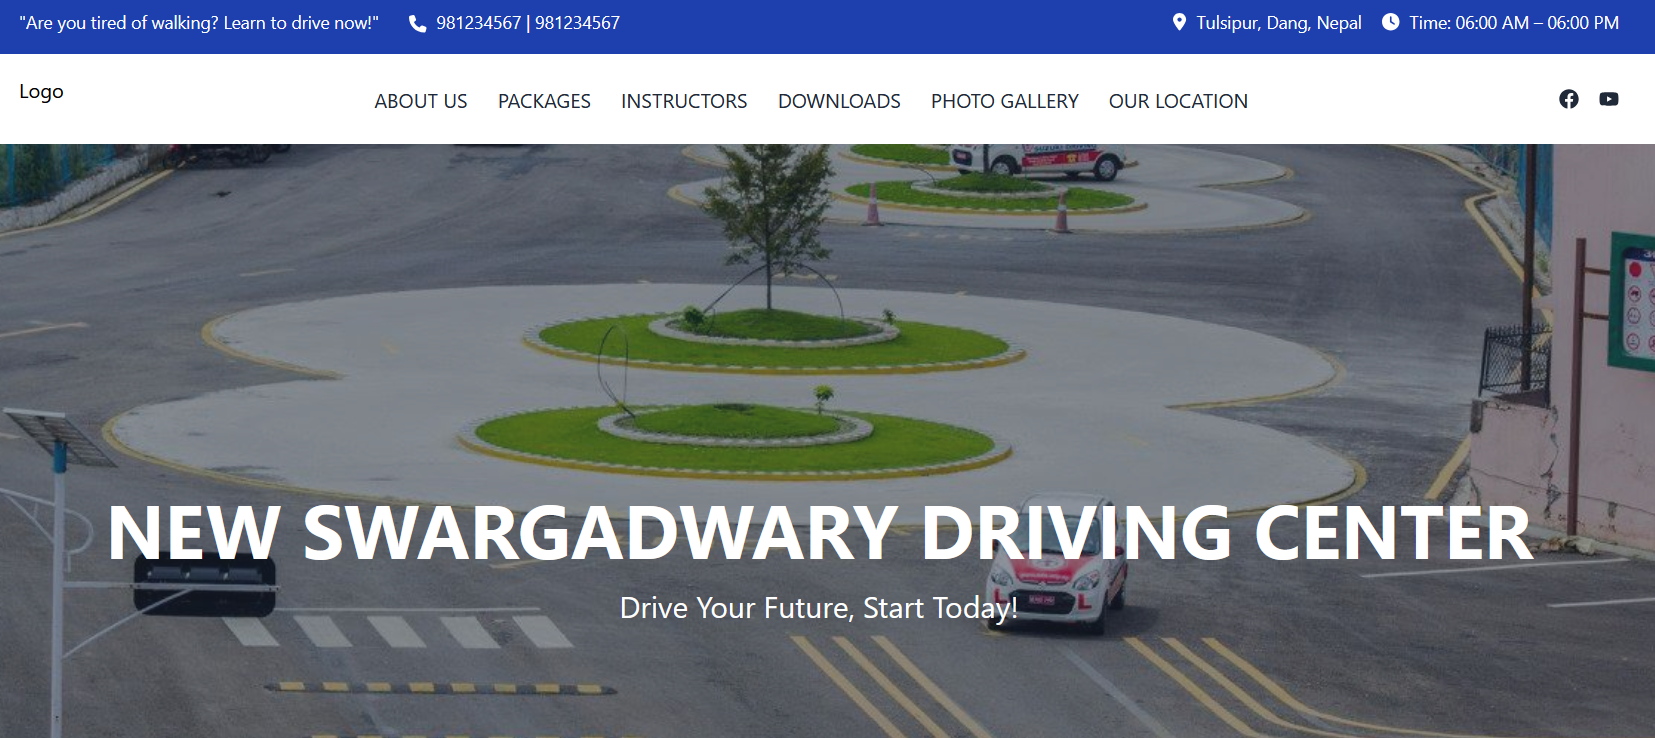 "Are you tired of walking? Learn to drive now!" 981234567 | 981234567 Tulsipur, Dang, Nepal Time: 06:00 AM – 06:00 PM
Logo
ABOUT US PACKAGES INSTRUCTORS DOWNLOADS PHOTO GALLERY OUR LOCATION
NEW SWARGADWARY DRIVING CENTER
Drive Your Future, Start Today!
L L